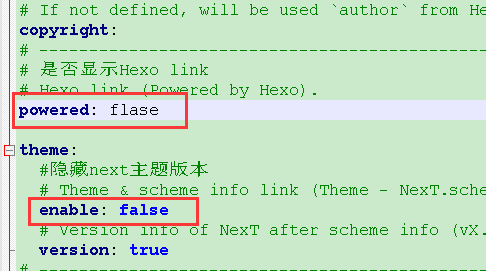 # If not defined, will be used `author` from He
copyright:
# ---------------------------------------------
# 是否显示Hexo link
# Hexo link (Powered by Hexo).
powered: flase
theme:
#隐藏next主题版本
# Theme & scheme info link (Theme - NexT.sche
enable: false
# Version info of NexT after scheme info (vX.
version: true
# ---------------------------------------------